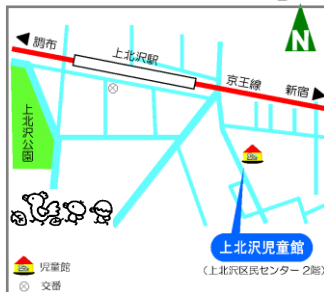 N
◀調布
上北沢駅
京王線
新宿▶
上北沢公園
上北沢児童館
(上北沢区民センター 2階)
児童館
交番